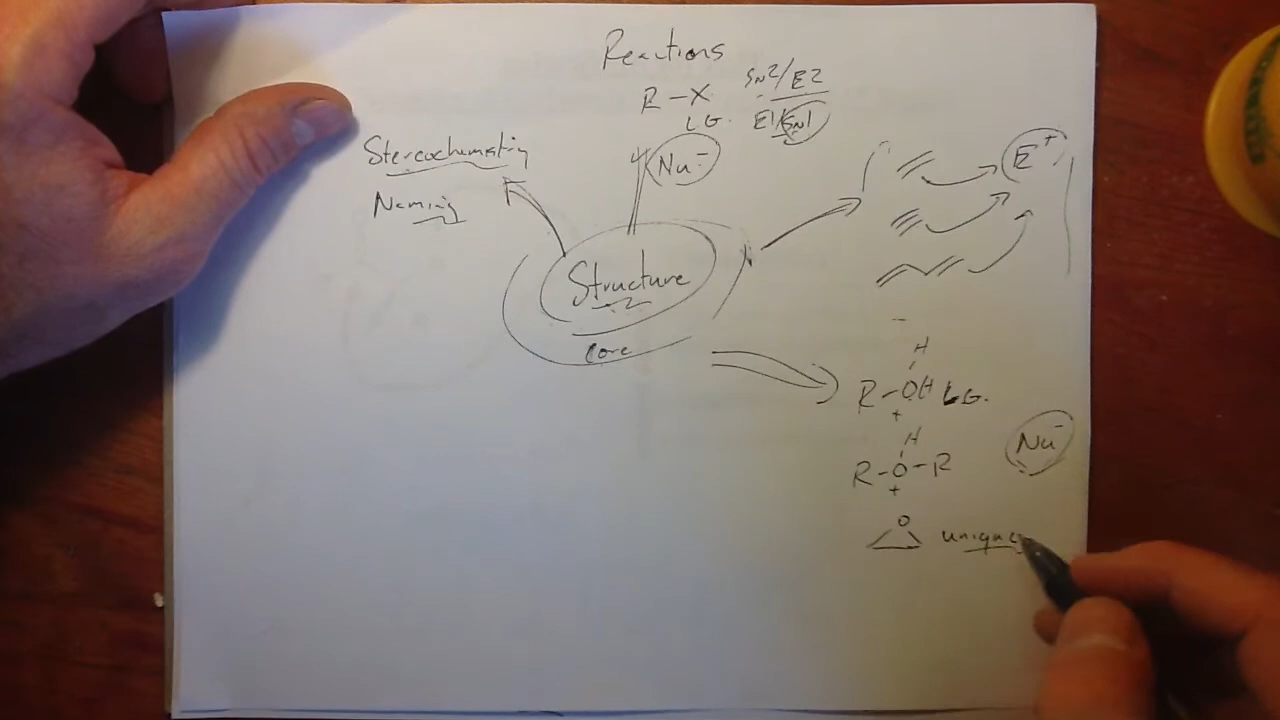 Reactions
R-X SN2/E2
LG. E1/SN1
Nu-
Stereochemistry
Naming
Structure
core
E+
H
R-OH LG.
+
H
R-O-R
+
Nu-
O
unique